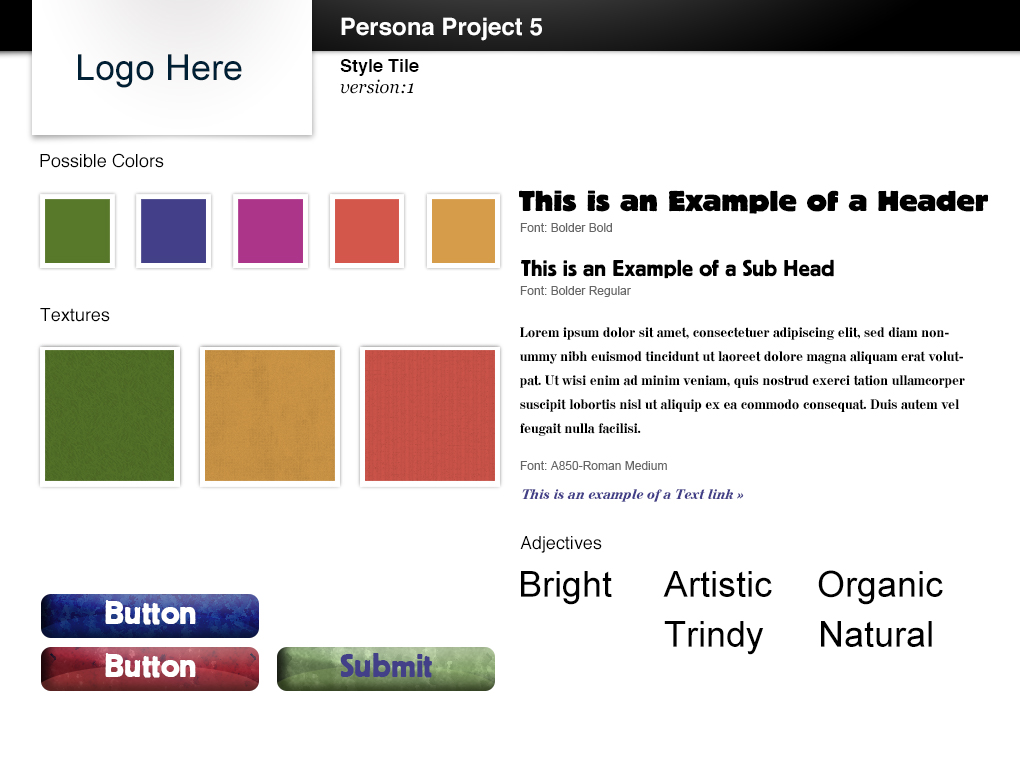 Persona Project 5
Logo Here
Style Tile
version:1
Possible Colors
This is an Example of a Header
Font: Bolder Bold
This is an Example of a Sub Head
Font: Bolder Regular
Textures
Lorem ipsum dolor sit amet, consectetuer adipiscing elit, sed diam non-
ummy nibh euismod tincidunt ut laoreet dolore magna aliquam erat volut-
pat. Ut wisi enim ad minim veniam, quis nostrud exerci tation ullamcorper
suscipit lobortis nisl ut aliquip ex ea commodo consequat. Duis autem vel
feugait nulla facilisi.
Font: A850-Roman Medium
This is an example of a Text link »
Adjectives
Bright Artistic Organic
Trindy Natural
Button
Button
Submit